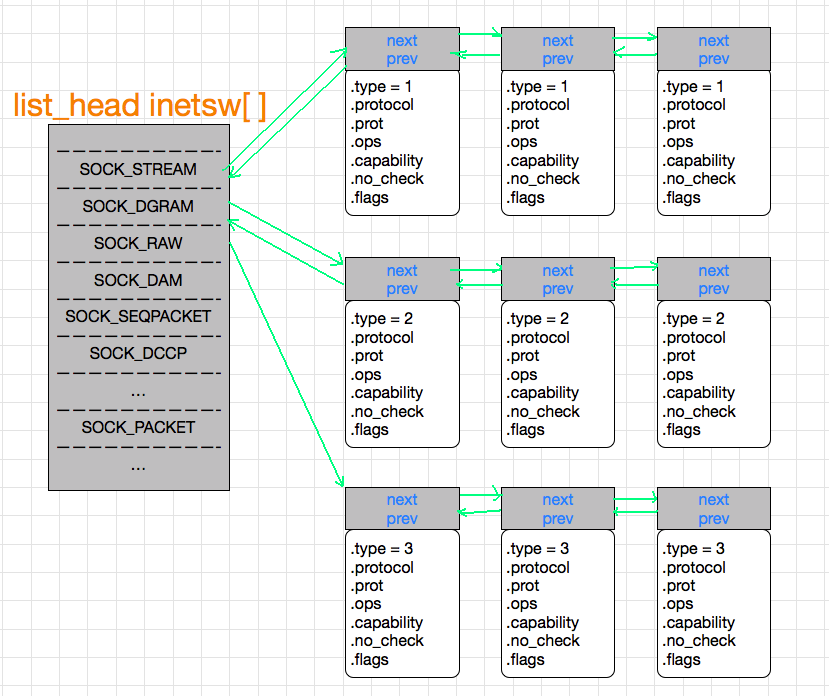 list_head inetsw[ ]
SOCK_STREAM
SOCK_DGRAM
SOCK_RAW
SOCK_DAM
SOCK_SEQPACKET
SOCK_DCCP
...
SOCK_PACKET
...
next
prev
.type = 1
.protocol
.prot
.ops
.capability
.no_check
.flags
next
prev
.type = 1
.protocol
.prot
.ops
.capability
.no_check
.flags
next
prev
.type = 1
.protocol
.prot
.ops
.capability
.no_check
.flags
next
prev
.type = 2
.protocol
.prot
.ops
.capability
.no_check
.flags
next
prev
.type = 2
.protocol
.prot
.ops
.capability
.no_check
.flags
next
prev
.type = 2
.protocol
.prot
.ops
.capability
.no_check
.flags
next
prev
.type = 3
.protocol
.prot
.ops
.capability
.no_check
.flags
next
prev
.type = 3
.protocol
.prot
.ops
.capability
.no_check
.flags
next
prev
.type = 3
.protocol
.prot
.ops
.capability
.no_check
.flags